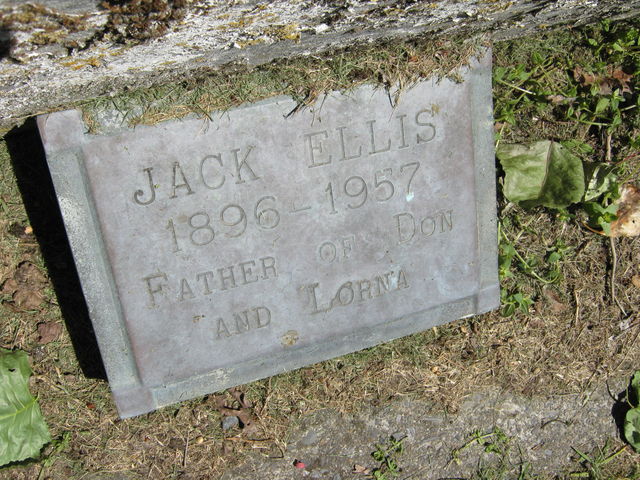 JACK ELLIS
1896-1957
FATHER OF DON
AND LORNA